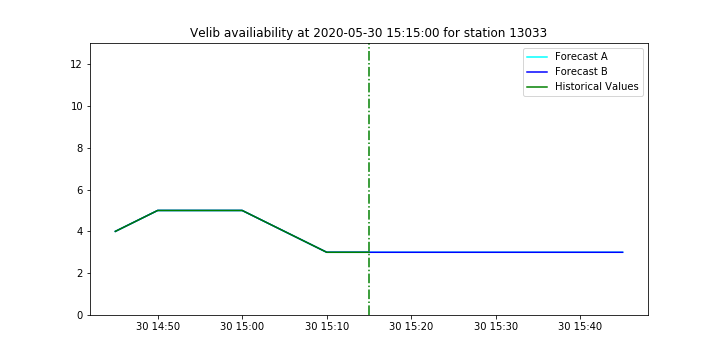 Velib availiability at 2020-05-30 15:15:00 for station 13033
Forecast A
Forecast B
Historical Values
12
10
8
6
4
2
0
30 14:50 30 15:00 30 15:10 30 15:20 30 15:30 30 15:40